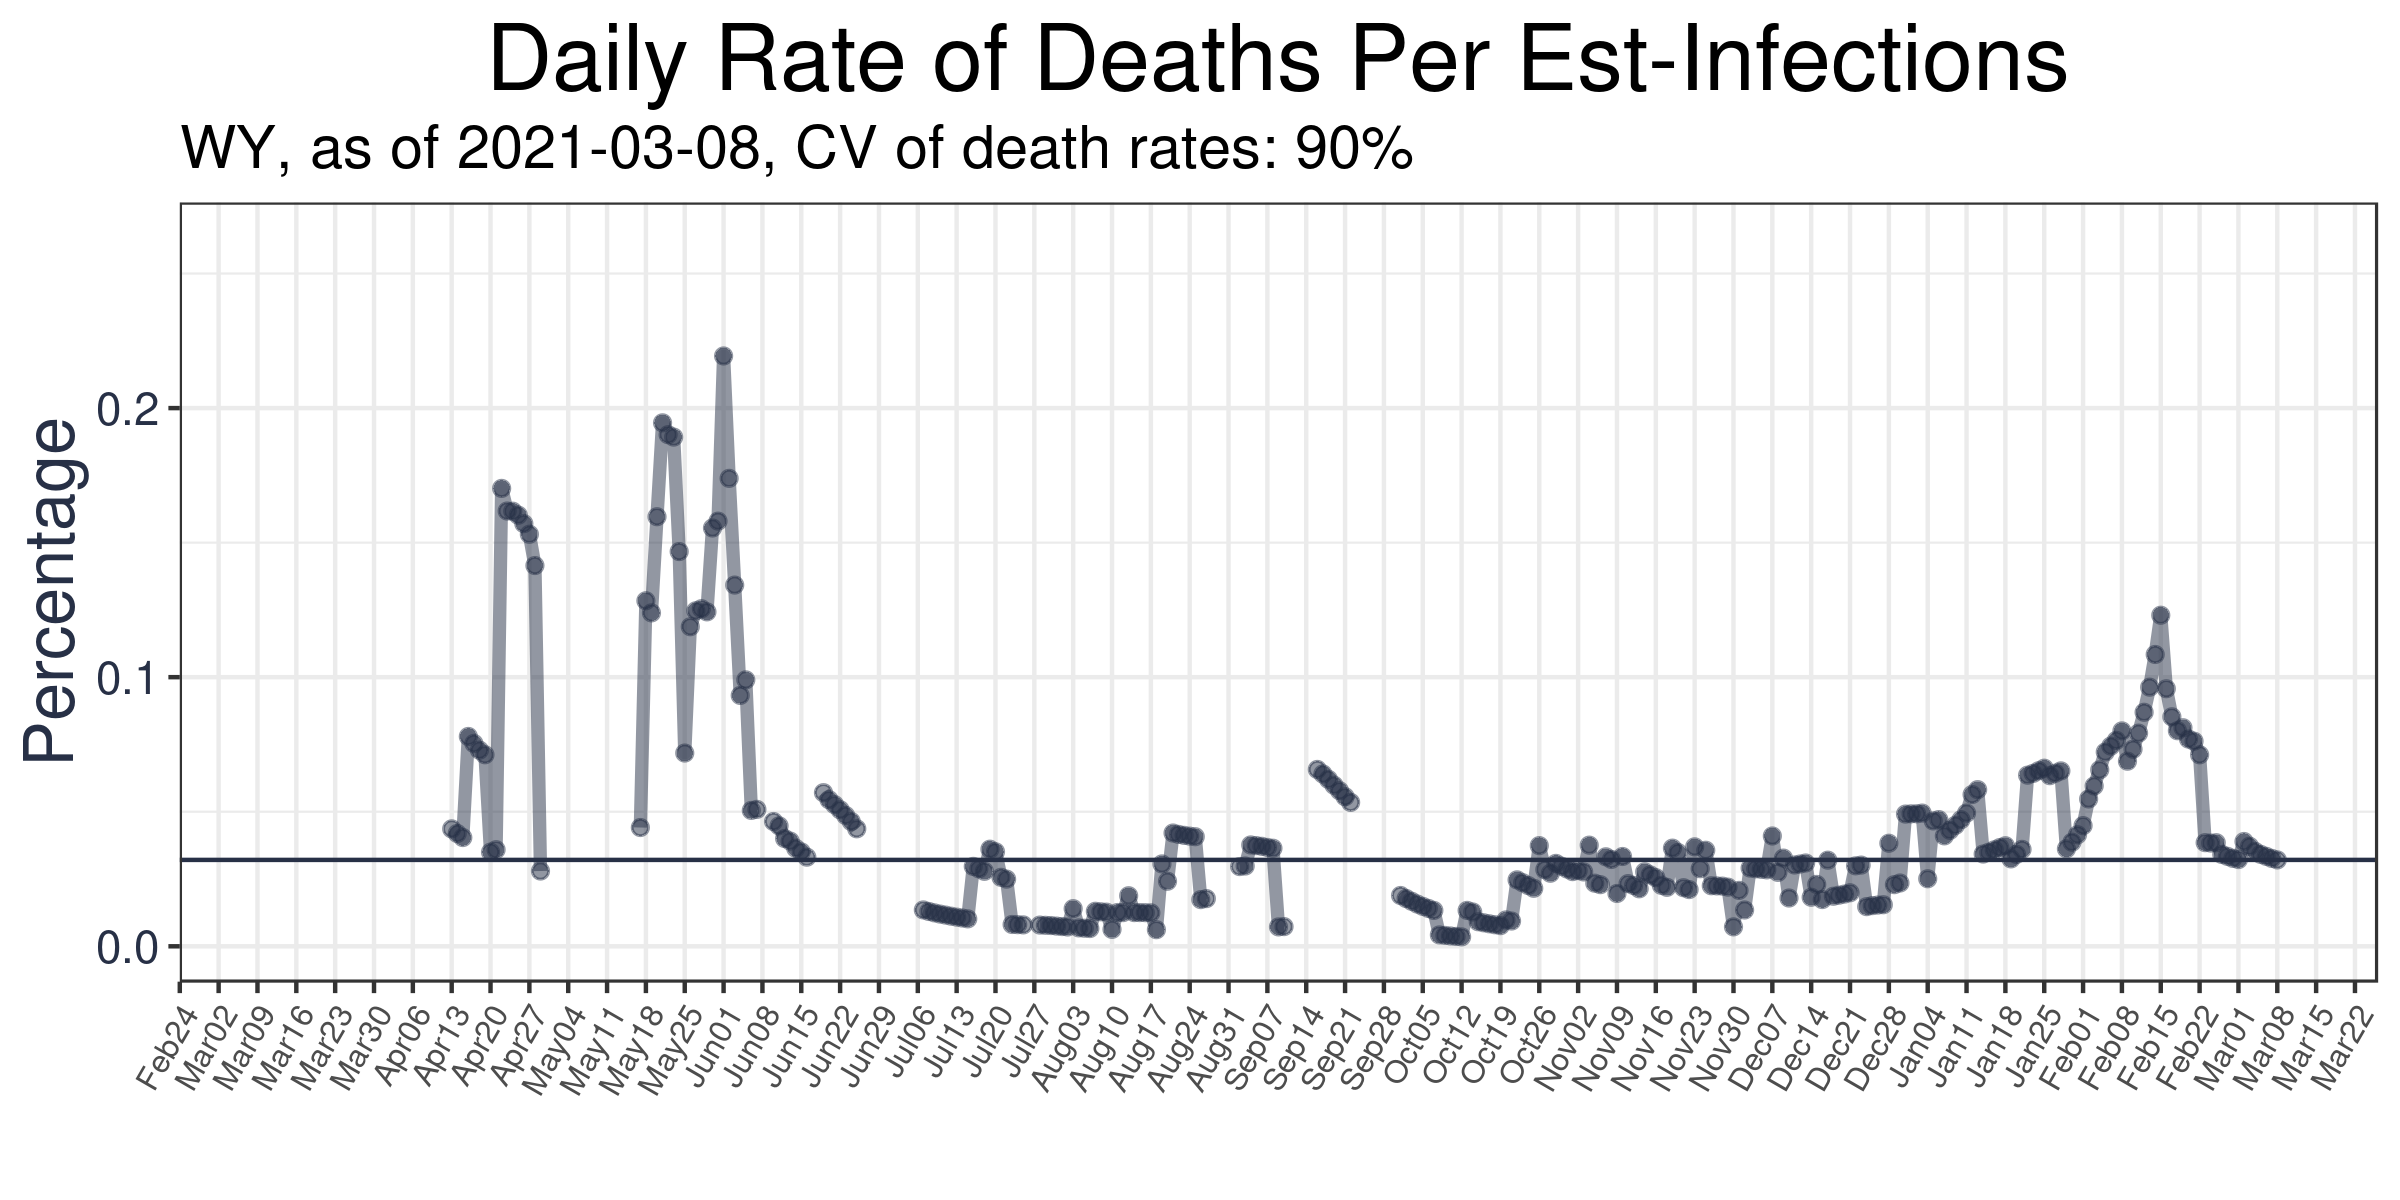 Daily Rate of Deaths Per Est-Infections
WY, as of 2021-03-08, CV of death rates: 90%
Percentage
0.2
0.1
0.0
Feb24
Mar02
Mar09
Mar16
Mar23
Mar30
Apr06
Apr13
Apr20
Apr27
May04
May11
May18
May25
Jun01
Jun08
Jun15
Jun22
Jun29
Jul06
Jul13
Jul20
Jul27
Aug03
Aug10
Aug17
Aug24
Aug31
Sep07
Sep14
Sep21
Sep28
Oct05
Oct12
Oct19
Oct26
Nov02
Nov09
Nov16
Nov23
Nov30
Dec07
Dec14
Dec21
Dec28
Jan04
Jan11
Jan18
Jan25
Feb01
Feb08
Feb15
Feb22
Mar01
Mar08
Mar15
Mar22